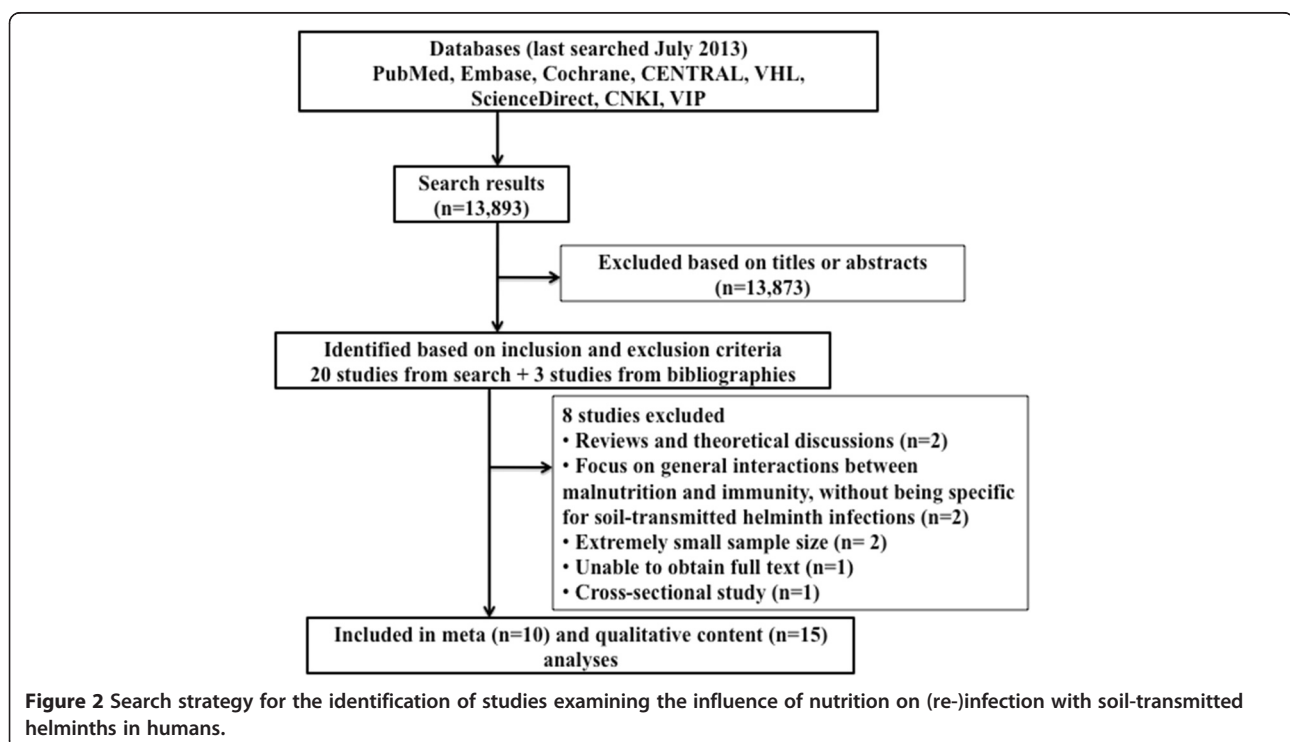 Databases (last searched July 2013)
PubMed, Embase, Cochrane, CENTRAL, VHL,
ScienceDirect, CNKI, VIP
Search results
(n=13,893)
Excluded based on titles or abstracts
(n=13,873)
Identified based on inclusion and exclusion criteria
20 studies from search + 3 studies from bibliographies
8 studies excluded
• Reviews and theoretical discussions (n=2)
• Focus on general interactions between
malnutrition and immunity, without being specific
for soil-transmitted helminth infections (n=2)
• Extremely small sample size (n= 2)
• Unable to obtain full text (n=1)
• Cross-sectional study (n=1)
Included in meta (n=10) and qualitative content (n=15)
analyses
Figure 2 Search strategy for the identification of studies examining the influence of nutrition on (re-)infection with soil-transmitted
helminths in humans.